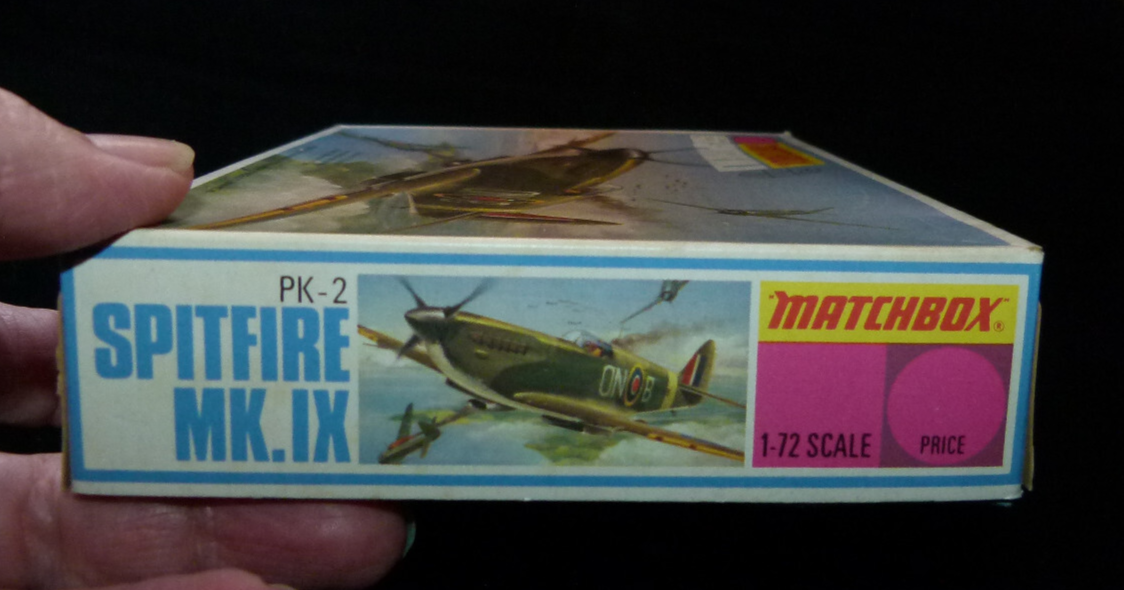 PK-2
SPITFIRE
MK.IX
ON B
"MATCHBOX"®
1-72 SCALE
PRICE